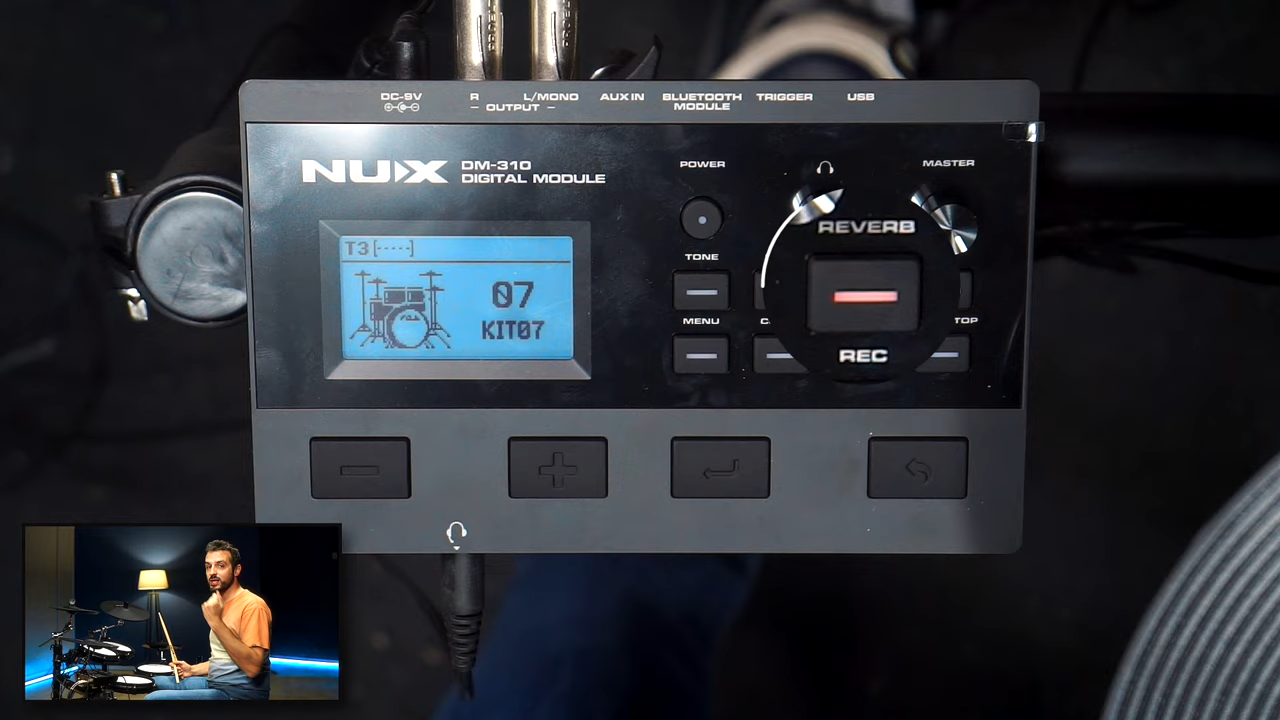 DC-9V
R
L/MONO
OUTPUT
AUX IN
BLUETOOTH
MODULE
TRIGGER
USB
NUX
DM-310
DIGITAL MODULE
POWER
MASTER
T3[-----]
07
KIT07
TONE
REVERB
MENU
REC